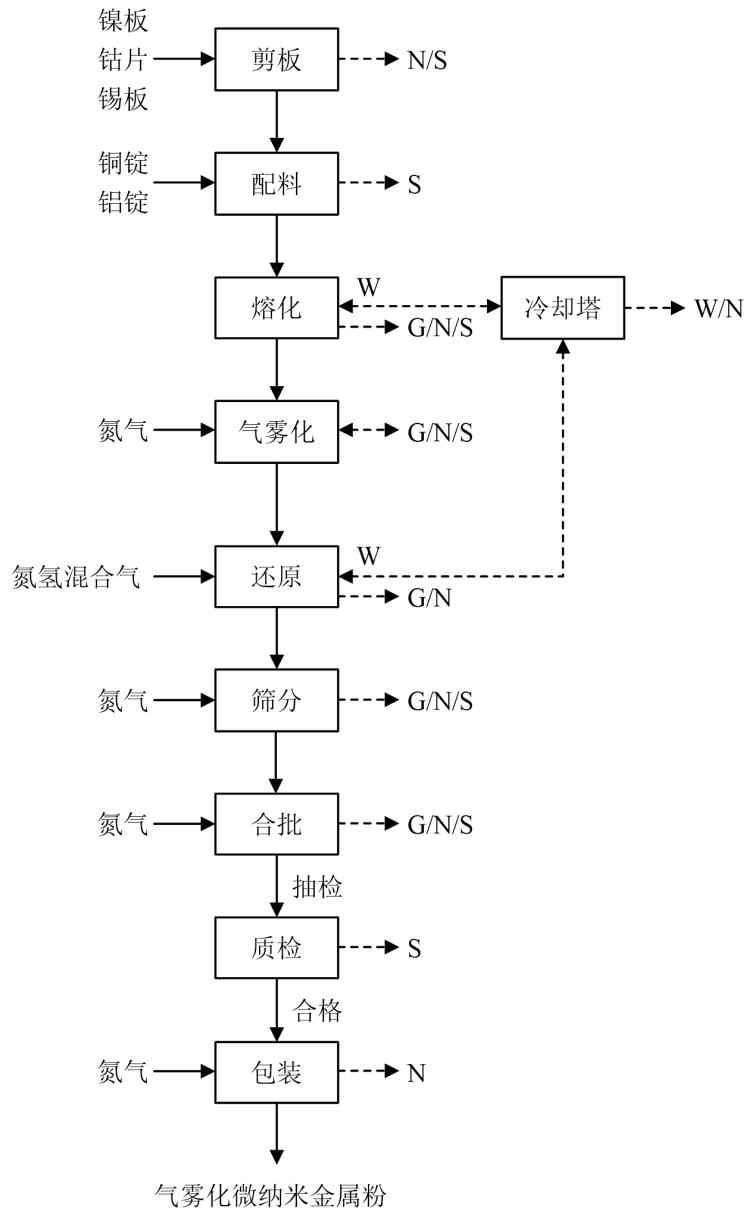 镍板
钴片
锡板
剪板
N/S
铜锭
铝锭
配料
S
熔化
W
G/N/S
冷却塔
W/N
氮气
气雾化
G/N/S
氮氢混合气
还原
W
G/N
氮气
筛分
G/N/S
氮气
合批
G/N/S
抽检
质检
S
合格
氮气
包装
N
气雾化微纳米金属粉